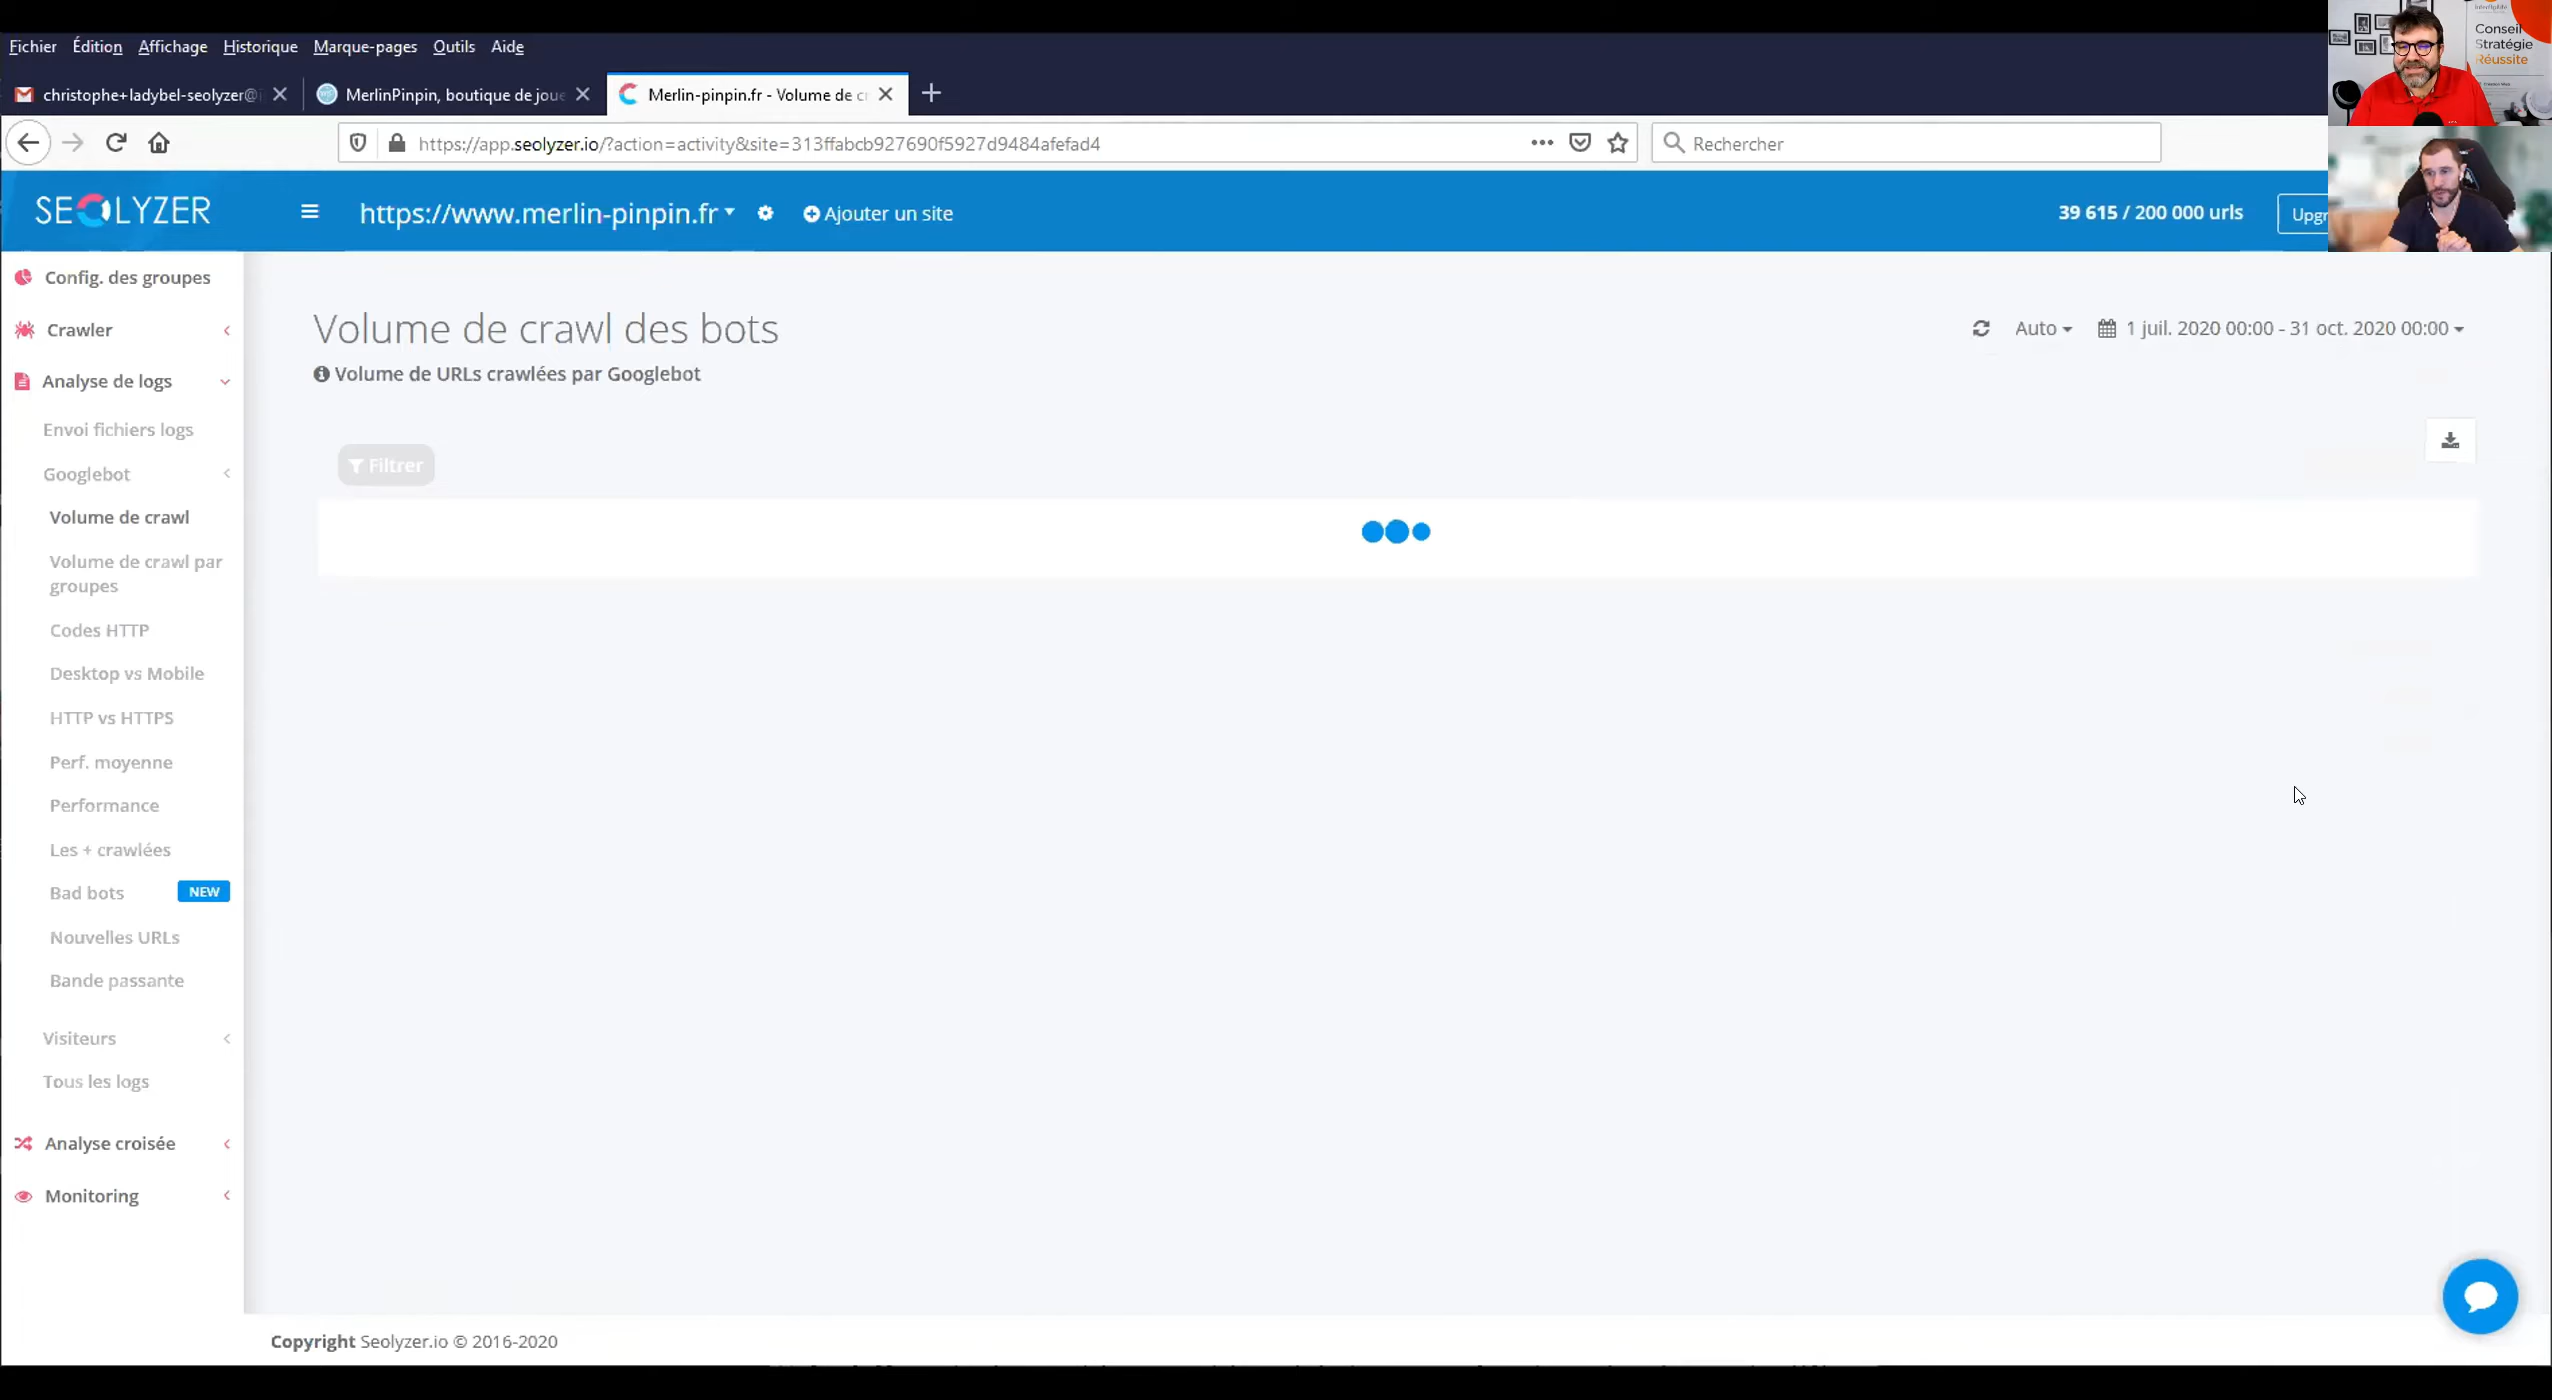 Fichier Édition Affichage Historique Marque-pages Outils Aide
christophe+ladybel-seolyzer@
MerlinPinpin, boutique de joue
Merlin-pinpin.fr - Volume de c
https://app.seolyzer.io/?action=activity&site=313ffabcb927690f5927d9484afefad4
Rechercher
SEOLYZER
https://www.merlin-pinpin.fr
Ajouter un site
39 615 / 200 000 urls
Upgr
Conseil
Stratégie
Réussite
Config. des groupes
Crawler
Analyse de logs
Envoi fichiers logs
Googlebot
Volume de crawl
Volume de crawl par
groupes
Codes HTTP
Desktop vs Mobile
HTTP vs HTTPS
Perf. moyenne
Performance
Les + crawlées
Bad bots NEW
Nouvelles URLs
Bande passante
Visiteurs
Tous les logs
Analyse croisée
Monitoring
Volume de crawl des bots
Volume de URLs crawlées par Googlebot
Auto
1 juil. 2020 00:00 - 31 oct. 2020 00:00
Filtrer
Copyright Seolyzer.io © 2016-2020